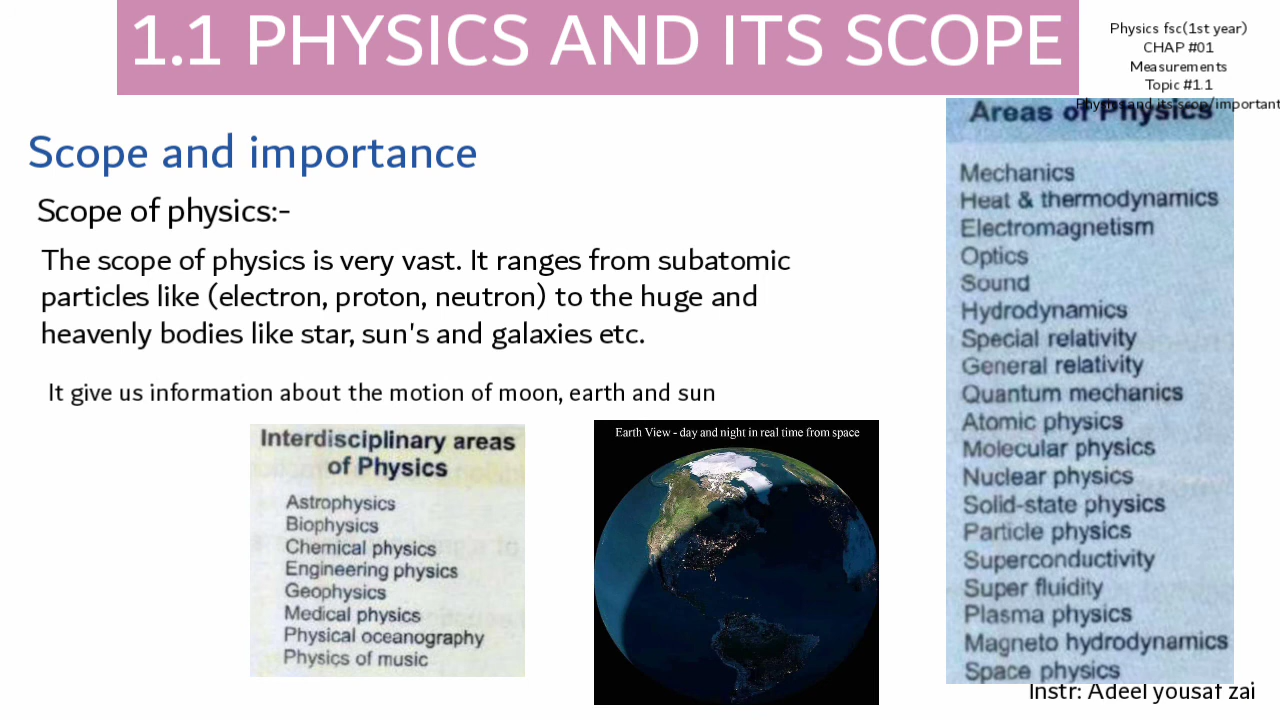 1.1 PHYSICS AND ITS SCOPE
Physics fsc(1st year)
CHAP #01
Measurements
Topic #1.1
Physics and its scop/important
Scope and importance
Scope of physics:-
The scope of physics is very vast. It ranges from subatomic
particles like (electron, proton, neutron) to the huge and
heavenly bodies like star, sun's and galaxies etc.
It give us information about the motion of moon, earth and sun
Interdisciplinary areas
of Physics
Astrophysics
Biophysics
Chemical physics
Engineering physics
Geophysics
Medical physics
Physical oceanography
Physics of music
Earth View - day and night in real time from space
Areas of Physics
Mechanics
Heat & thermodynamics
Electromagnetism
Optics
Sound
Hydrodynamics
Special relativity
General relativity
Quantum mechanics
Atomic physics
Molecular physics
Nuclear physics
Solid-state physics
Particle physics
Superconductivity
Super fluidity
Plasma physics
Magneto hydrodynamics
Space physics
Instr: Adeel yousaf zai